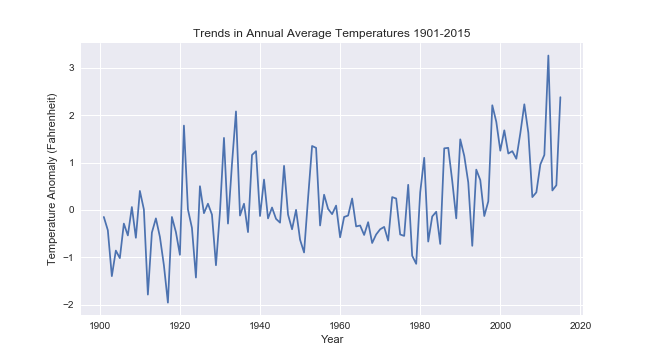 Trends in Annual Average Temperatures 1901-2015
Temperature Anomaly (Fahrenheit)
3
2
1
0
−1
−2
1900 1920 1940 1960 1980 2000 2020
Year